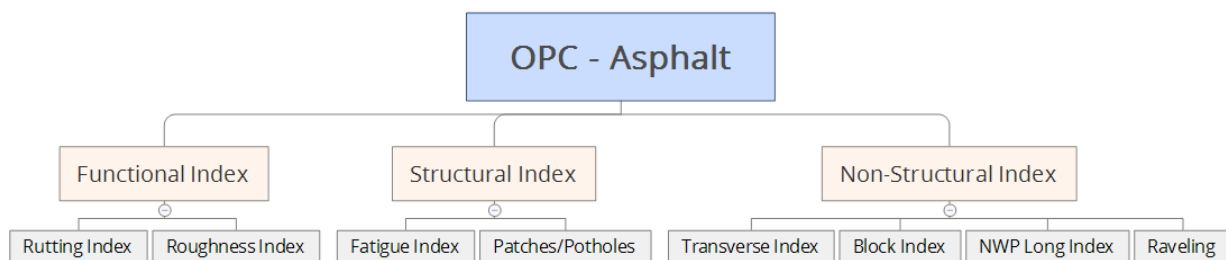 OPC - Asphalt
Functional Index
Structural Index
Non-Structural Index
Rutting Index
Roughness Index
Fatigue Index
Patches/Potholes
Transverse Index
Block Index
NWP Long Index
Raveling